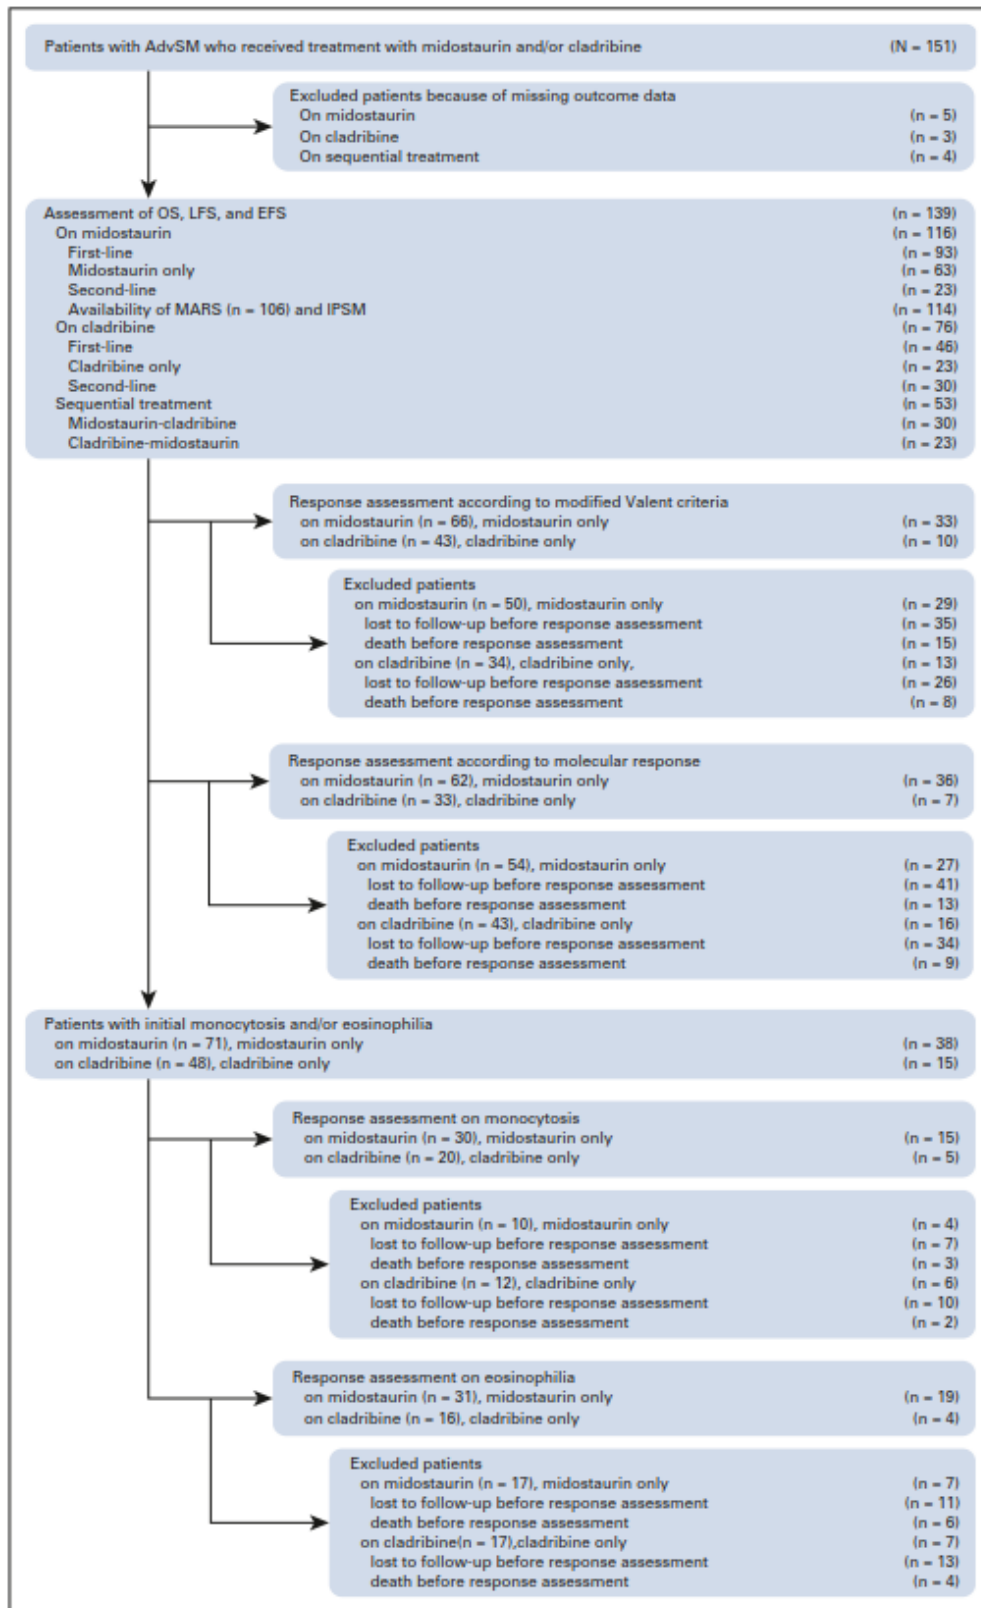 Patients with AdvSM who received treatment with midostaurin and/or cladribine (N = 151)
Excluded patients because of missing outcome data
On midostaurin (n = 5)
On cladribine (n = 3)
On sequential treatment (n = 4)
Assessment of OS, LFS, and EFS (n = 139)
On midostaurin (n = 116)
First-line (n = 93)
Midostaurin only (n = 63)
Second-line (n = 23)
Availability of MARS (n = 106) and IPSM (n = 114)
On cladribine (n = 76)
First-line (n = 46)
Cladribine only (n = 23)
Second-line (n = 30)
Sequential treatment (n = 53)
Midostaurin-cladribine (n = 30)
Cladribine-midostaurin (n = 23)
Response assessment according to modified Valent criteria
on midostaurin (n = 66), midostaurin only (n = 33)
on cladribine (n = 43), cladribine only (n = 10)
Excluded patients
on midostaurin (n = 50), midostaurin only (n = 29)
lost to follow-up before response assessment (n = 35)
death before response assessment (n = 15)
on cladribine (n = 34), cladribine only, (n = 13)
lost to follow-up before response assessment (n = 26)
death before response assessment (n = 8)
Response assessment according to molecular response
on midostaurin (n = 62), midostaurin only (n = 36)
on cladribine (n = 33), cladribine only (n = 7)
Excluded patients
on midostaurin (n = 54), midostaurin only (n = 27)
lost to follow-up before response assessment (n = 41)
death before response assessment (n = 13)
on cladribine (n = 43), cladribine only (n = 16)
lost to follow-up before response assessment (n = 34)
death before response assessment (n = 9)
Patients with initial monocytosis and/or eosinophilia
on midostaurin (n = 71), midostaurin only (n = 38)
on cladribine (n = 48), cladribine only (n = 15)
Response assessment on monocytosis
on midostaurin (n = 30), midostaurin only (n = 15)
on cladribine (n = 20), cladribine only (n = 5)
Excluded patients
on midostaurin (n = 10), midostaurin only (n = 4)
lost to follow-up before response assessment (n = 7)
death before response assessment (n = 3)
on cladribine (n = 12), cladribine only (n = 6)
lost to follow-up before response assessment (n = 10)
death before response assessment (n = 2)
Response assessment on eosinophilia
on midostaurin (n = 31), midostaurin only (n = 19)
on cladribine (n = 16), cladribine only (n = 4)
Excluded patients
on midostaurin (n = 17), midostaurin only (n = 7)
lost to follow-up before response assessment (n = 11)
death before response assessment (n = 6)
on cladribine(n = 17),cladribine only (n = 7)
lost to follow-up before response assessment (n = 13)
death before response assessment (n = 4)